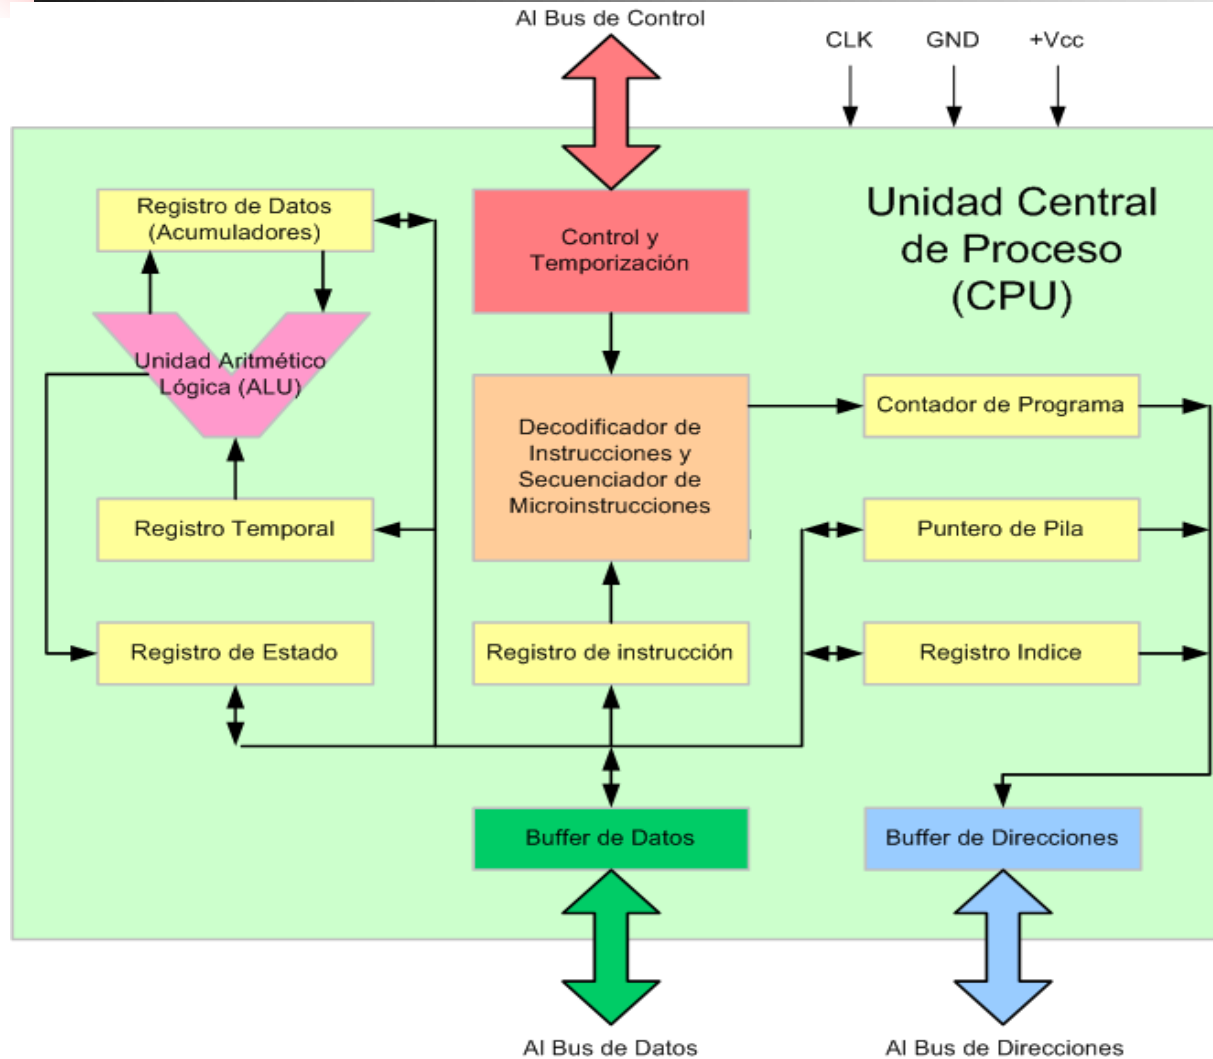 Al Bus de Control
CLK
GND
+Vcc
Unidad Central
de Proceso
(CPU)
Registro de Datos
(Acumuladores)
Control y
Temporización
Unidad Aritmético
Lógica (ALU)
Decodificador de
Instrucciones y
Secuenciador de
Microinstrucciones
Contador de Programa
Registro Temporal
Puntero de Pila
Registro de Estado
Registro de instrucción
Registro Indice
Buffer de Datos
Buffer de Direcciones
Al Bus de Datos
Al Bus de Direcciones